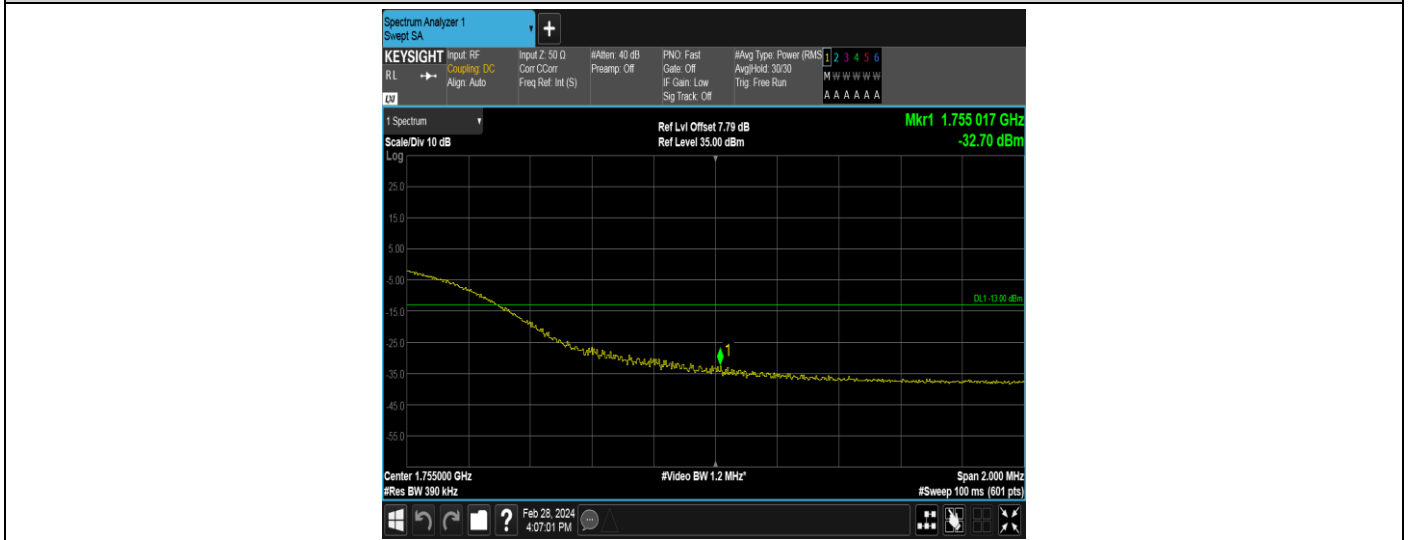 Spectrum Analyzer 1
Swept SA
+
KEYSIGHT Input: RF Input Z: 50 Ω #Atten: 40 dB PNO: Fast #Avg Type: Power (RMS 1 2 3 4 5 6
RL Coupling: DC Corr CCorr Preamp: Off Gate: Off Avg|Hold: 30/30 M W W W W W
Align: Auto Freq Ref: Int (S) IF Gain: Low Trig: Free Run
LXI Sig Track: Off A A A A A A
1 Spectrum Ref Lvl Offset 7.79 dB Mkr1 1.755 017 GHz
Scale/Div 10 dB Ref Level 35.00 dBm -32.70 dBm
Log
25.0
15.0
5.00
-5.00
DL1 -13.00 dBm
-15.0
-25.0
1
-35.0
-45.0
-55.0
Center 1.755000 GHz #Video BW 1.2 MHz* Span 2.000 MHz
#Res BW 390 kHz #Sweep 100 ms (601 pts)
? Feb 28, 2024
4:07:01 PM